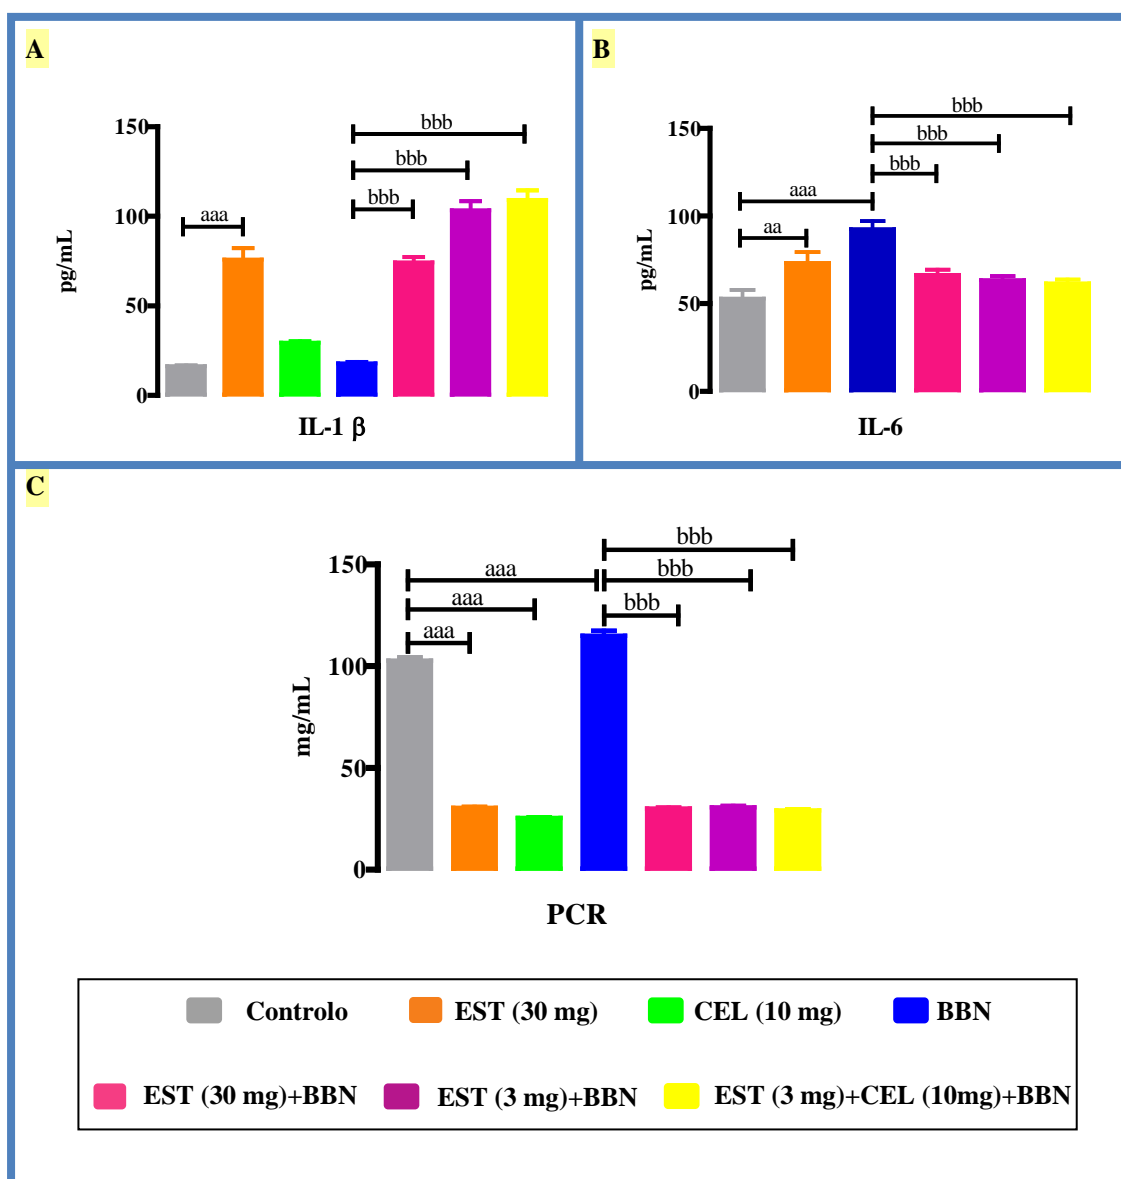 A
150
100
50
0
pg/mL
aaa
bbb
bbb
bbb
IL-1 β
B
150
100
50
0
pg/mL
aa
aaa
bbb
bbb
bbb
IL-6
C
150
100
50
0
mg/mL
aaa
aaa
aaa
bbb
bbb
bbb
PCR
Controlo EST (30 mg) CEL (10 mg) BBN
EST (30 mg)+BBN EST (3 mg)+BBN EST (3 mg)+CEL (10mg)+BBN